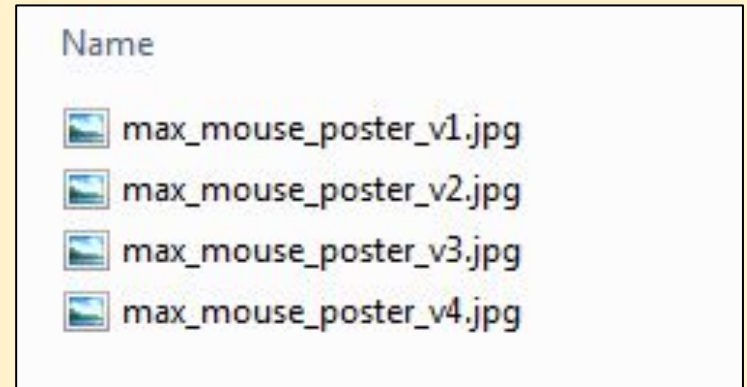 Name
max_mouse_poster_v1.jpg
max_mouse_poster_v2.jpg
max_mouse_poster_v3.jpg
max_mouse_poster_v4.jpg